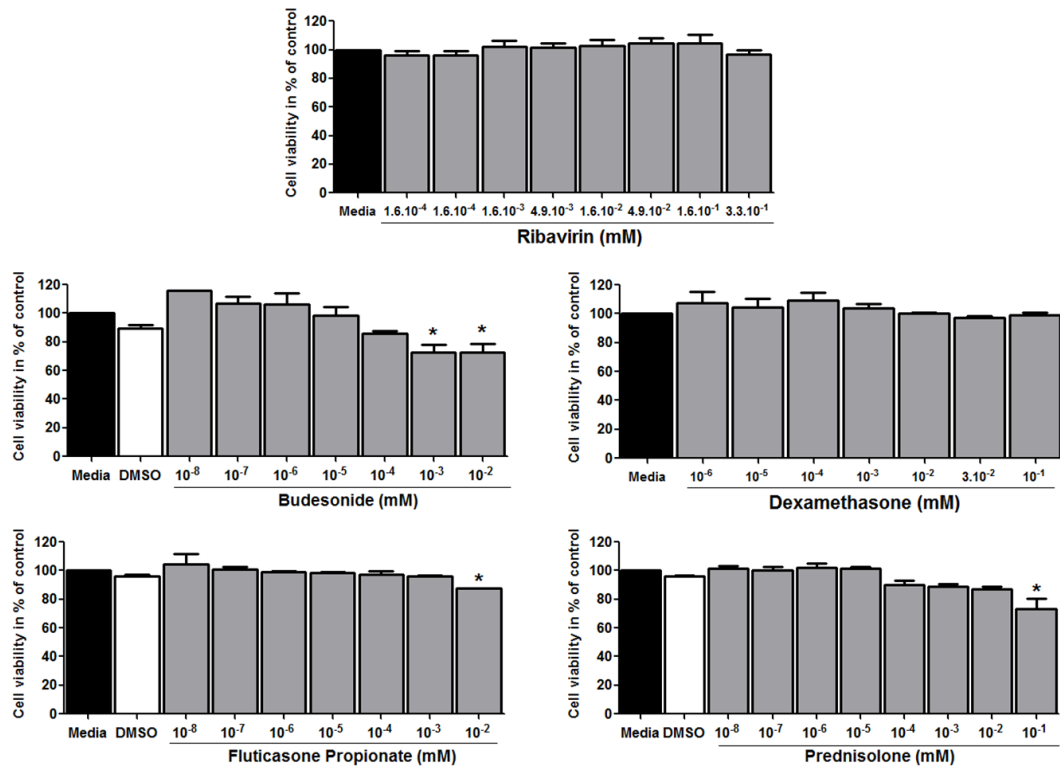 Cell viability in % of control
120
100
80
60
40
20
0
Media 1.6.10⁻⁴ 1.6.10⁻⁴ 1.6.10⁻³ 4.9.10⁻³ 1.6.10⁻² 4.9.10⁻² 1.6.10⁻¹ 3.3.10⁻¹
Ribavirin (mM)
Cell viability in % of control
120
100
80
60
40
20
0
* *
Media DMSO 10⁻⁸ 10⁻⁷ 10⁻⁶ 10⁻⁵ 10⁻⁴ 10⁻³ 10⁻²
Budesonide (mM)
Cell viability in % of control
120
100
80
60
40
20
0
Media 10⁻⁶ 10⁻⁵ 10⁻⁴ 10⁻³ 10⁻² 3.10⁻² 10⁻¹
Dexamethasone (mM)
Cell viability in % of control
120
100
80
60
40
20
0
*
Media DMSO 10⁻⁸ 10⁻⁷ 10⁻⁶ 10⁻⁵ 10⁻⁴ 10⁻³ 10⁻²
Fluticasone Propionate (mM)
Cell viability in % of control
120
100
80
60
40
20
0
*
Media DMSO 10⁻⁸ 10⁻⁷ 10⁻⁶ 10⁻⁵ 10⁻⁴ 10⁻³ 10⁻² 10⁻¹
Prednisolone (mM)